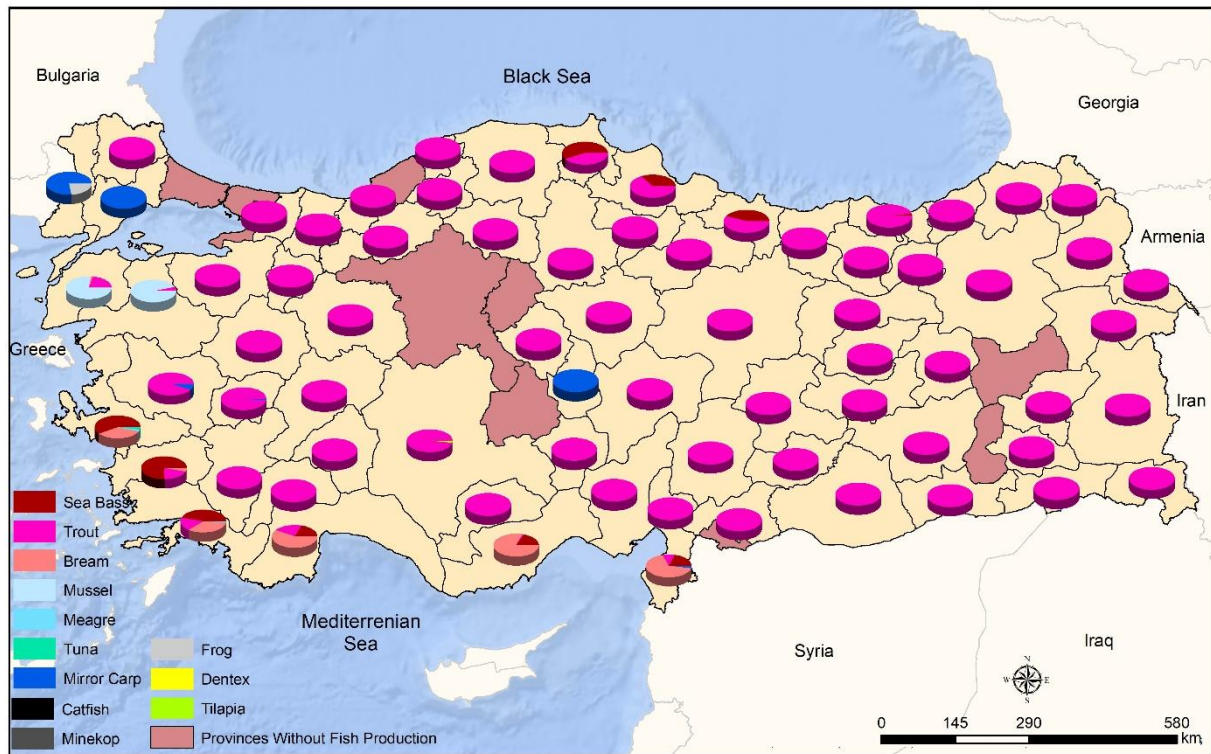 Bulgaria
Black Sea
Georgia
Armenia
Greece
Iran
Mediterranean
Sea
Syria
Iraq
Sea Bass
Trout
Bream
Mussel
Meagre
Tuna
Mirror Carp
Catfish
Minekop
Frog
Dentex
Tilapia
Provinces Without Fish Production
N
W E
S
0 145 290 580
km